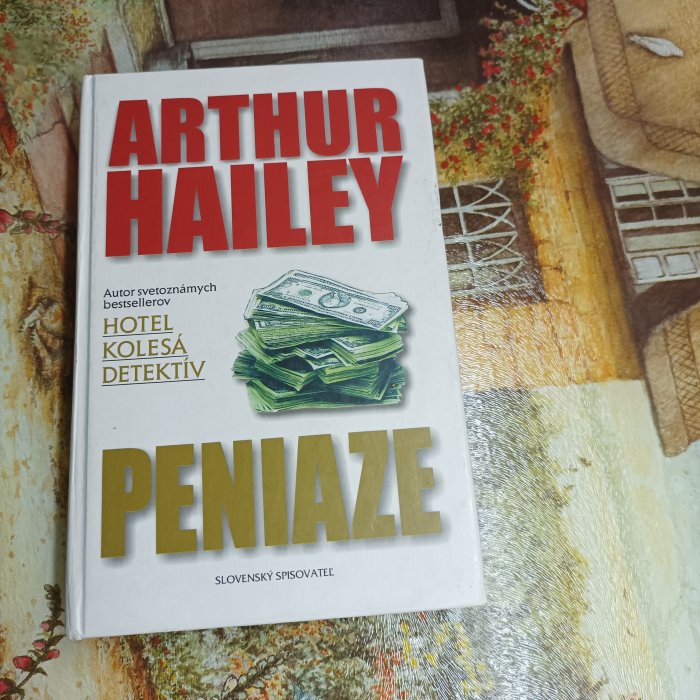 ARTHUR
HAILEY
Autor svetoznámych
bestsellerov
HOTEL
KOLESÁ
DETEKTÍV
PENIAZE
SLOVENSKÝ SPISOVATEĽ